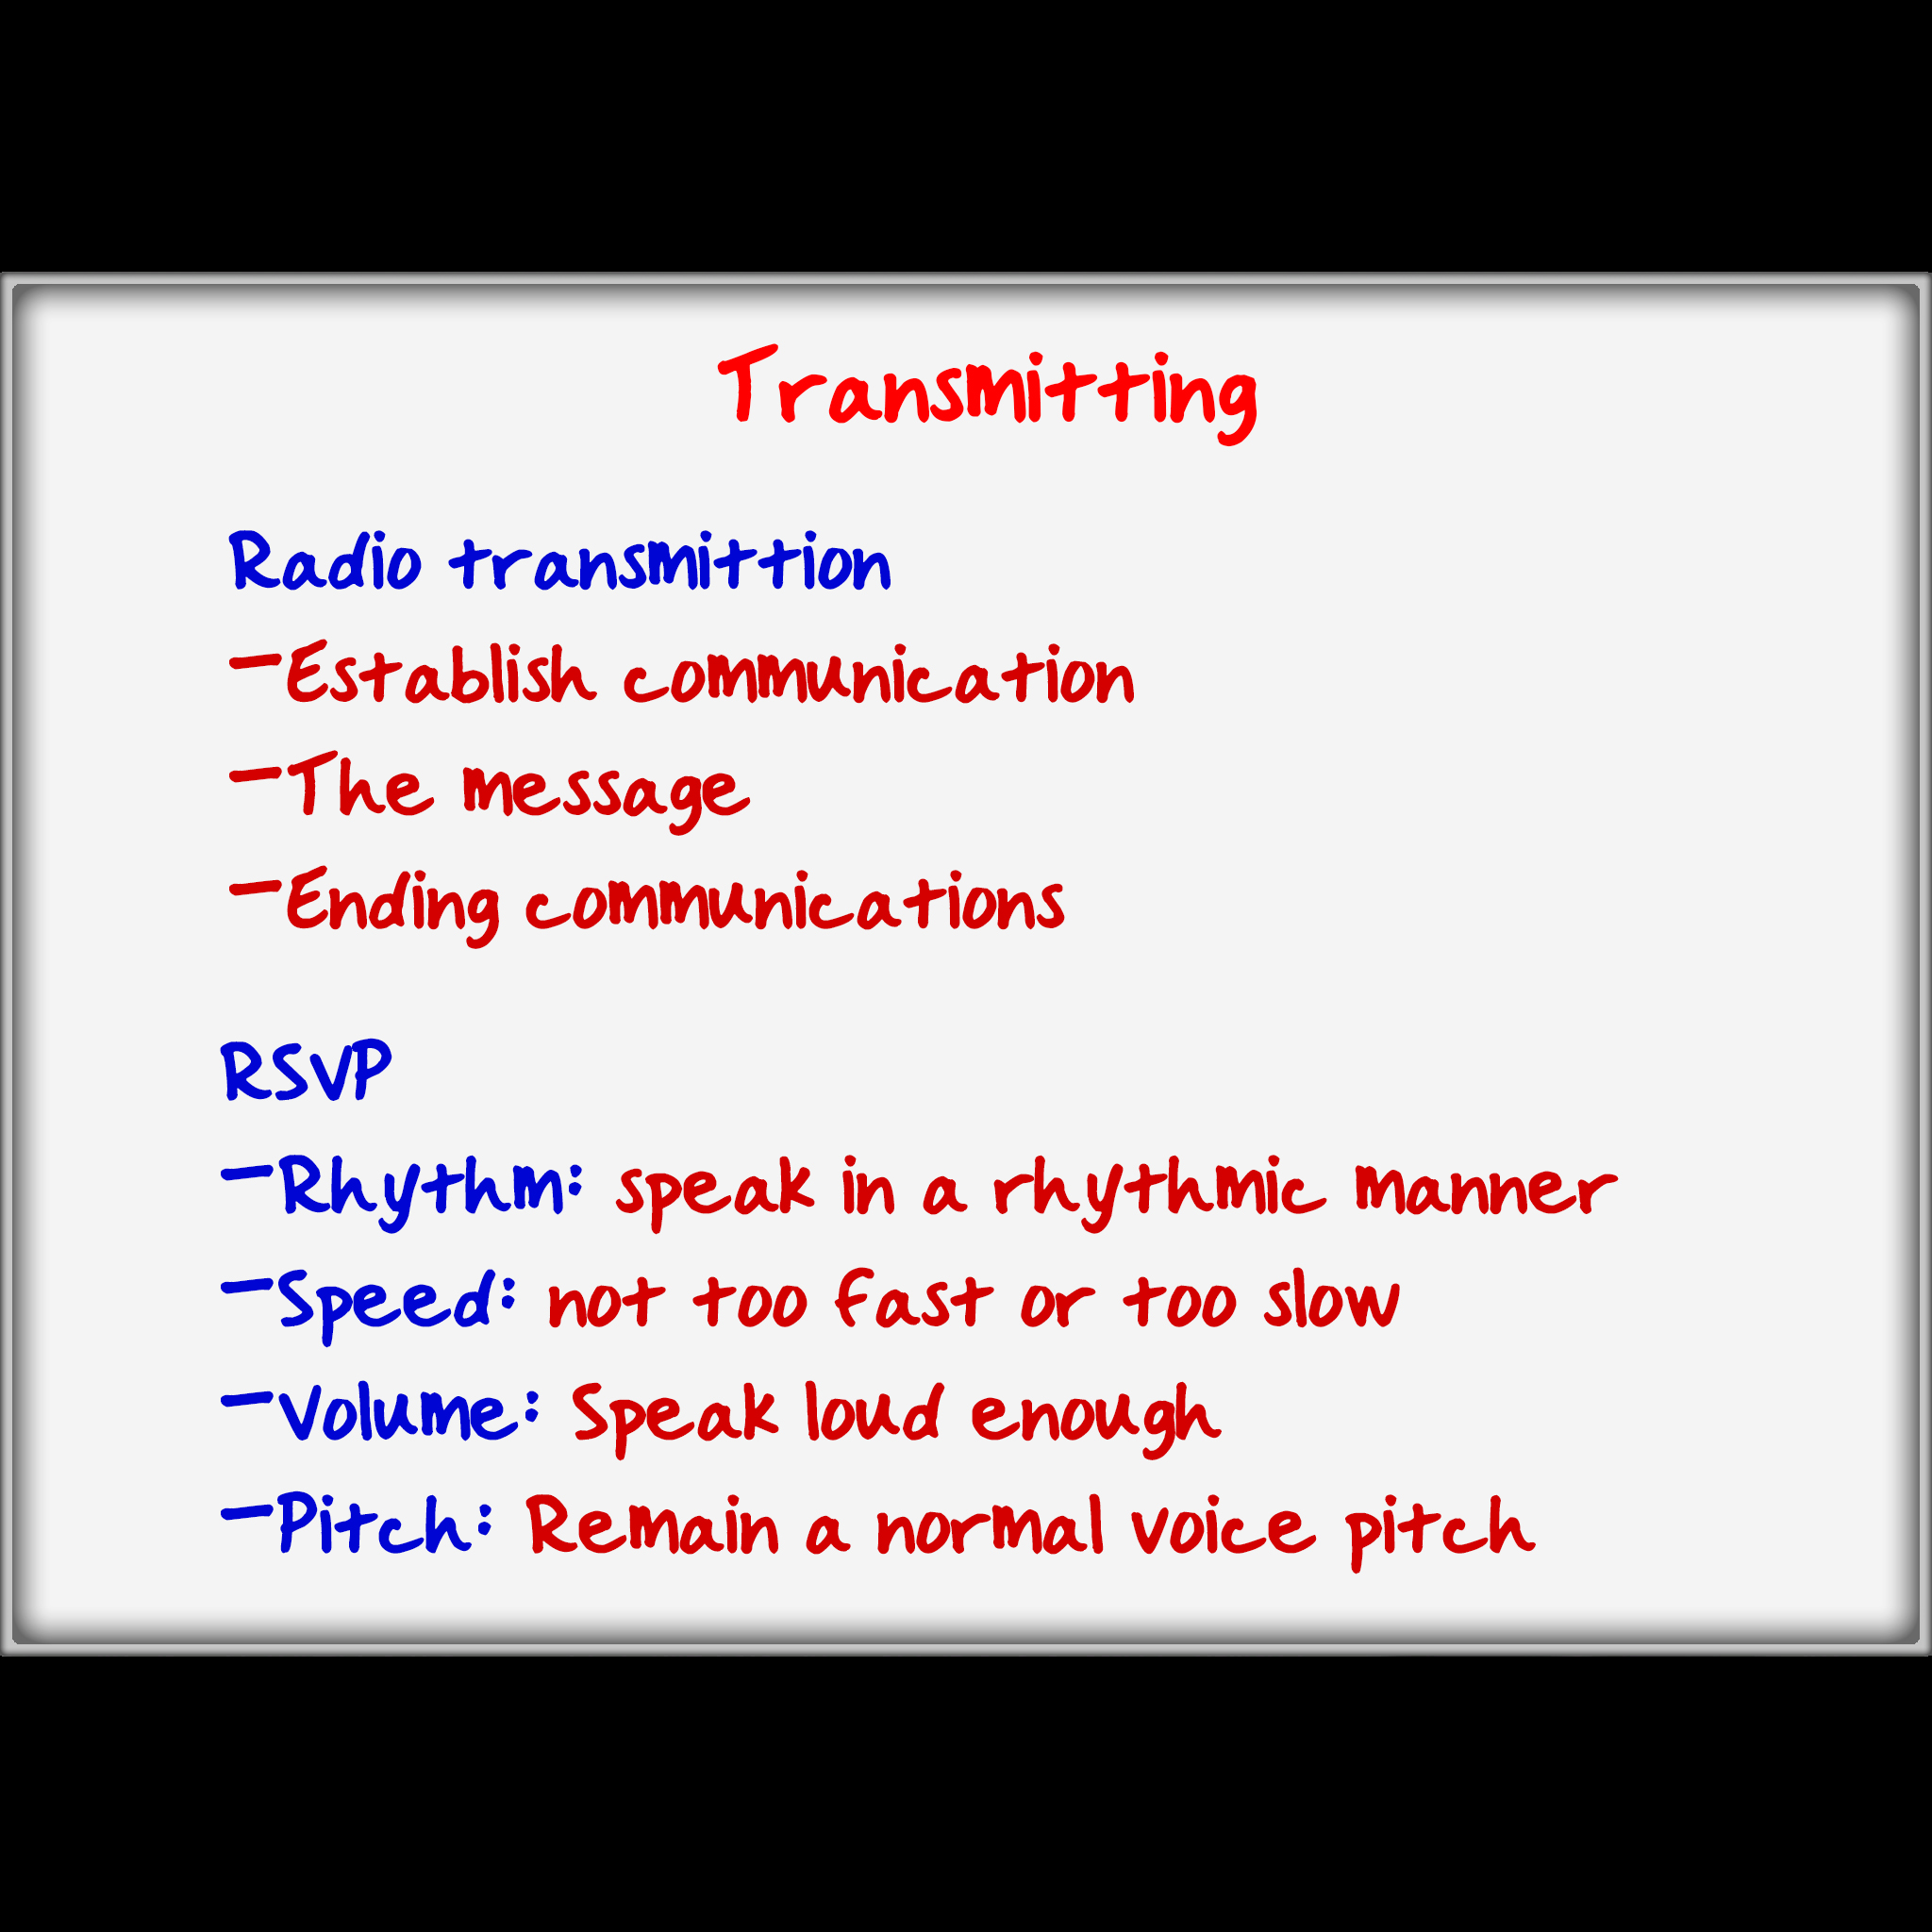 Transmitting
Radio transmittion
-Establish communication
-The message
-Ending communications
RSVP
-Rhythm: speak in a rhythmic manner
-Speed: not too fast or too slow
-Volume: Speak loud enough
-Pitch: Remain a normal voice pitch